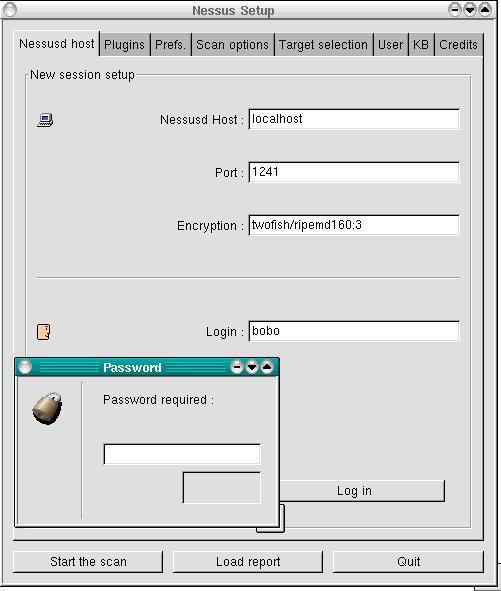 Nessus Setup
Nessusd host Plugins Prefs. Scan options Target selection User KB Credits
New session setup
Nessusd Host : localhost
Port : 1241
Encryption : twofish/ripemd160:3
Login : bobo
Password
Password required :
Log in
Start the scan Load report Quit